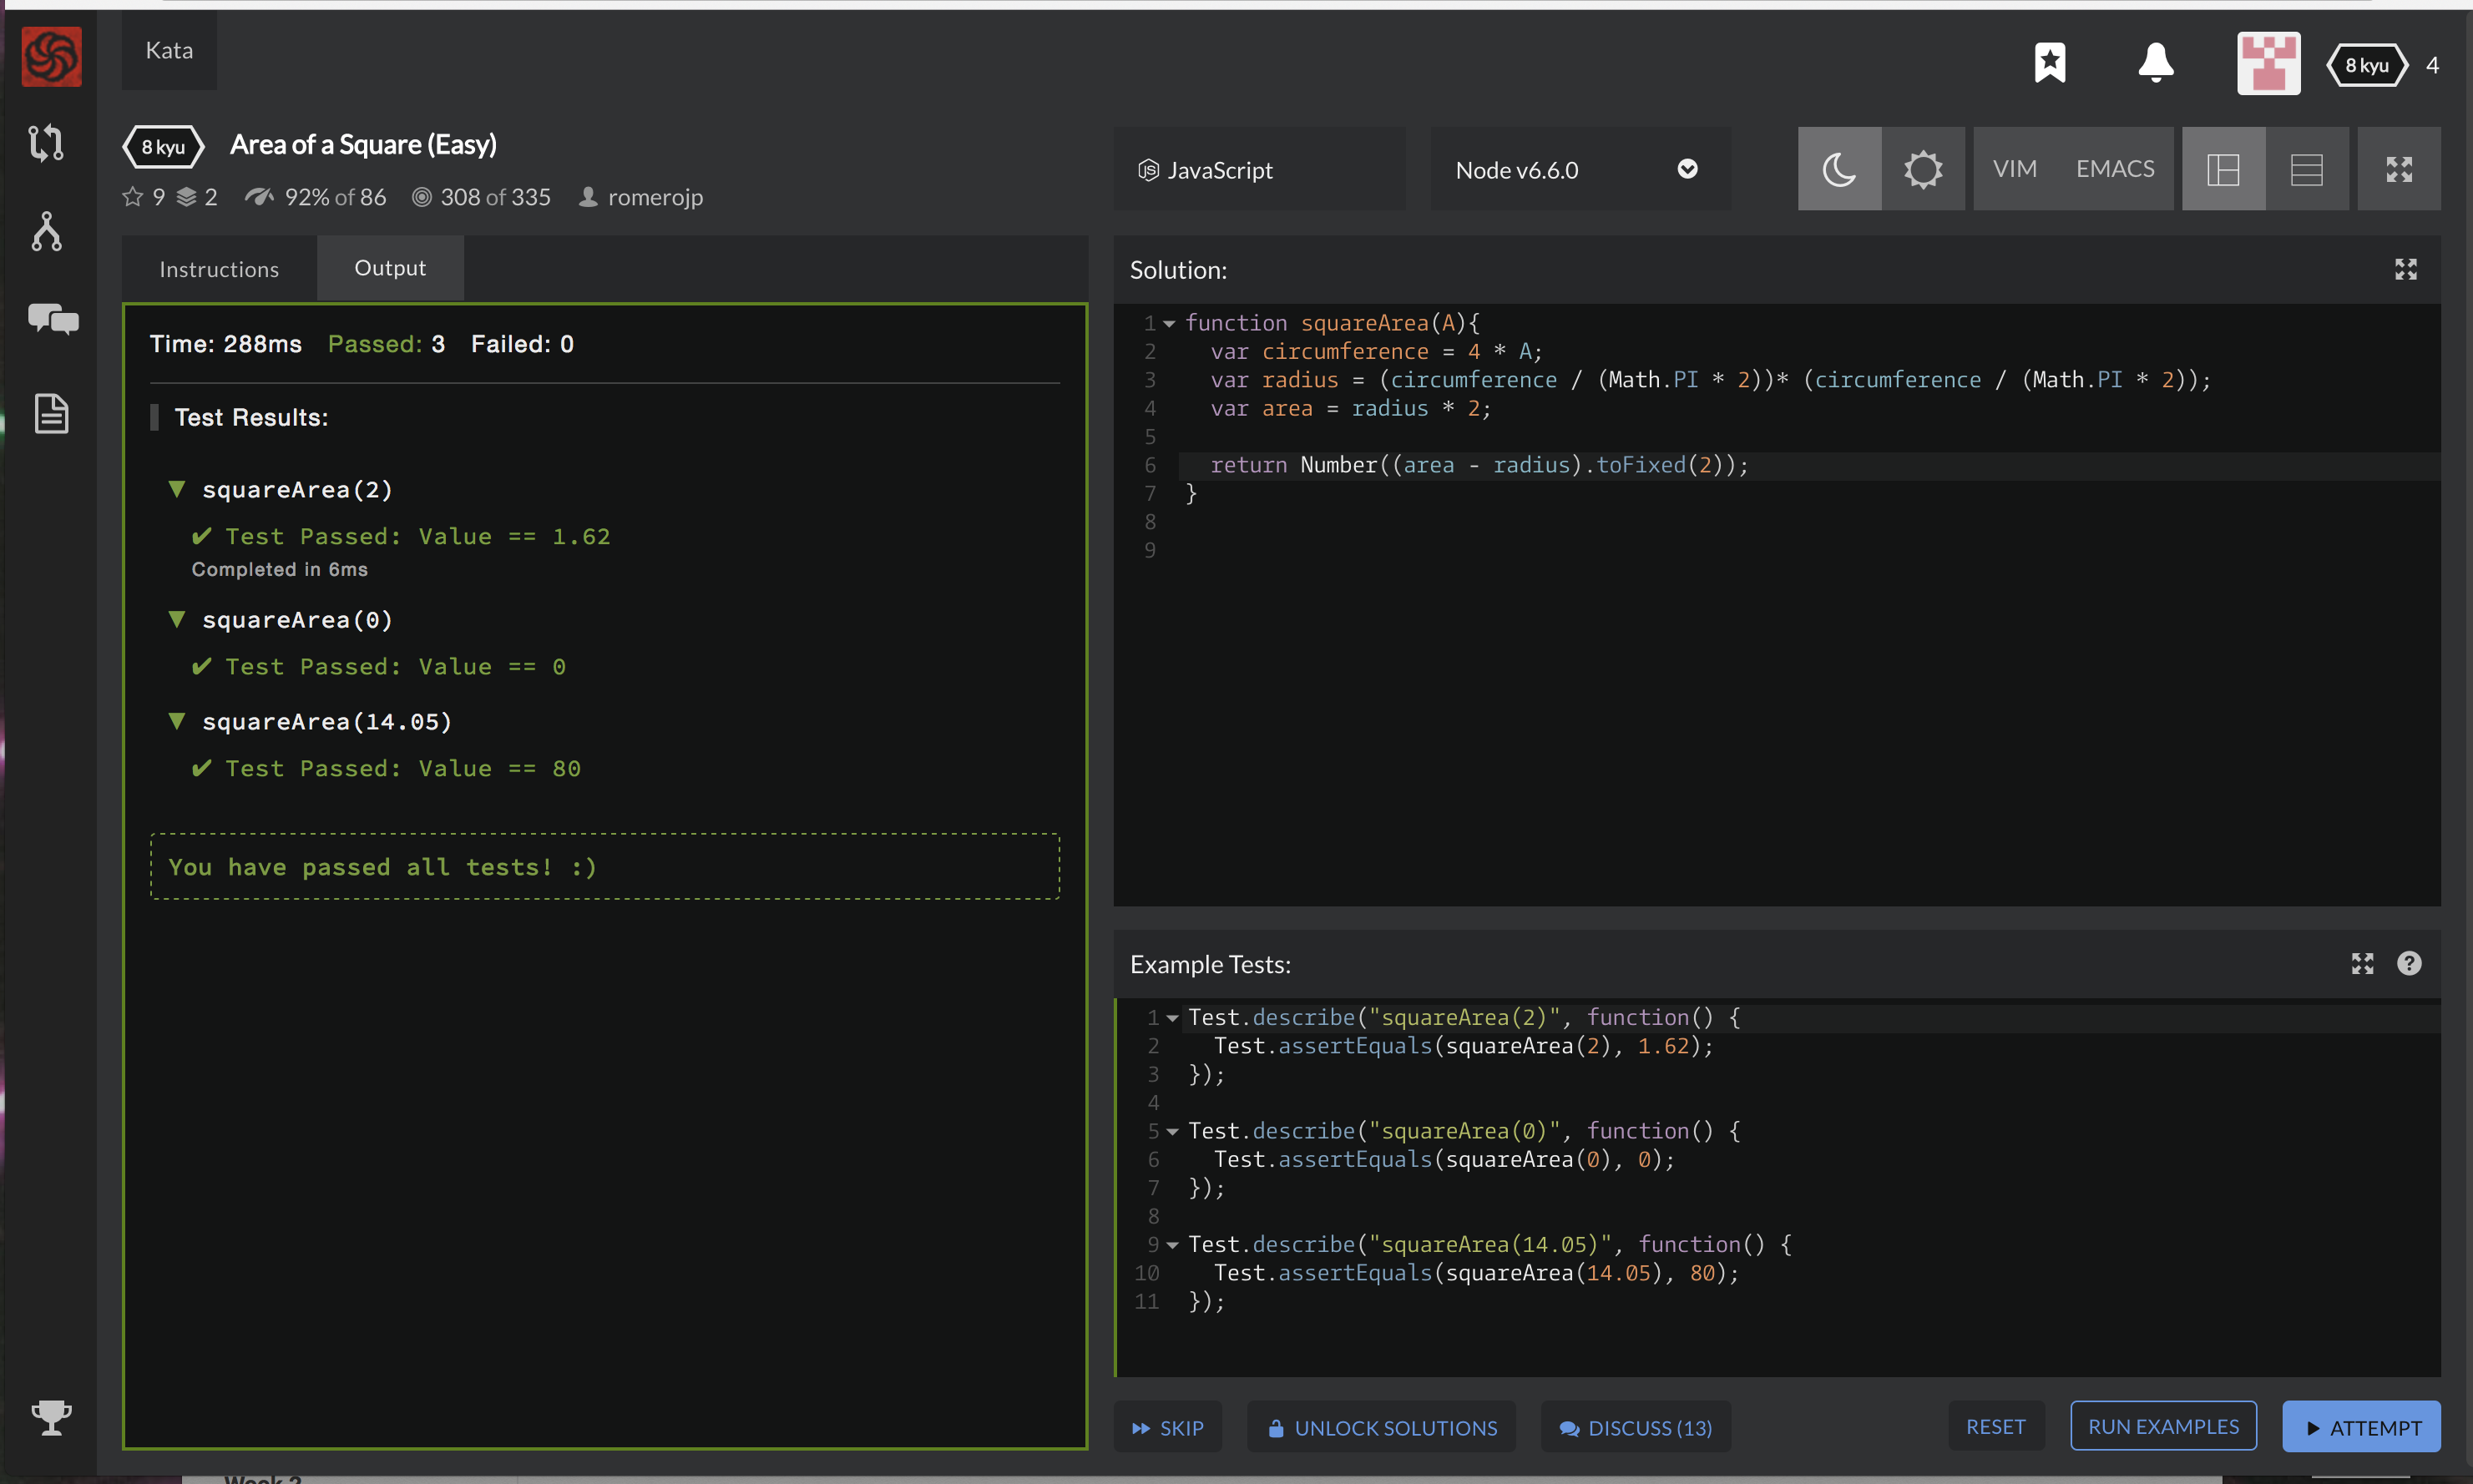 Kata
8 kyu 4
8 kyu Area of a Square (Easy)
9 2 92% of 86 308 of 335 romerojp
JavaScript
Node v6.6.0
VIM EMACS
Instructions Output
Time: 288ms Passed: 3 Failed: 0
Test Results:
▼ squareArea(2)
✔ Test Passed: Value == 1.62
Completed in 6ms
▼ squareArea(0)
✔ Test Passed: Value == 0
▼ squareArea(14.05)
✔ Test Passed: Value == 80
You have passed all tests! :)
Solution:
1 function squareArea(A){
2 var circumference = 4 * A;
3 var radius = (circumference / (Math.PI * 2))* (circumference / (Math.PI * 2));
4 var area = radius * 2;
5
6 return Number((area - radius).toFixed(2));
7 }
8
9
Example Tests:
1 Test.describe("squareArea(2)", function() {
2 Test.assertEquals(squareArea(2), 1.62);
3 });
4
5 Test.describe("squareArea(0)", function() {
6 Test.assertEquals(squareArea(0), 0);
7 });
8
9 Test.describe("squareArea(14.05)", function() {
10 Test.assertEquals(squareArea(14.05), 80);
11 });
SKIP UNLOCK SOLUTIONS DISCUSS (13) RESET RUN EXAMPLES ATTEMPT